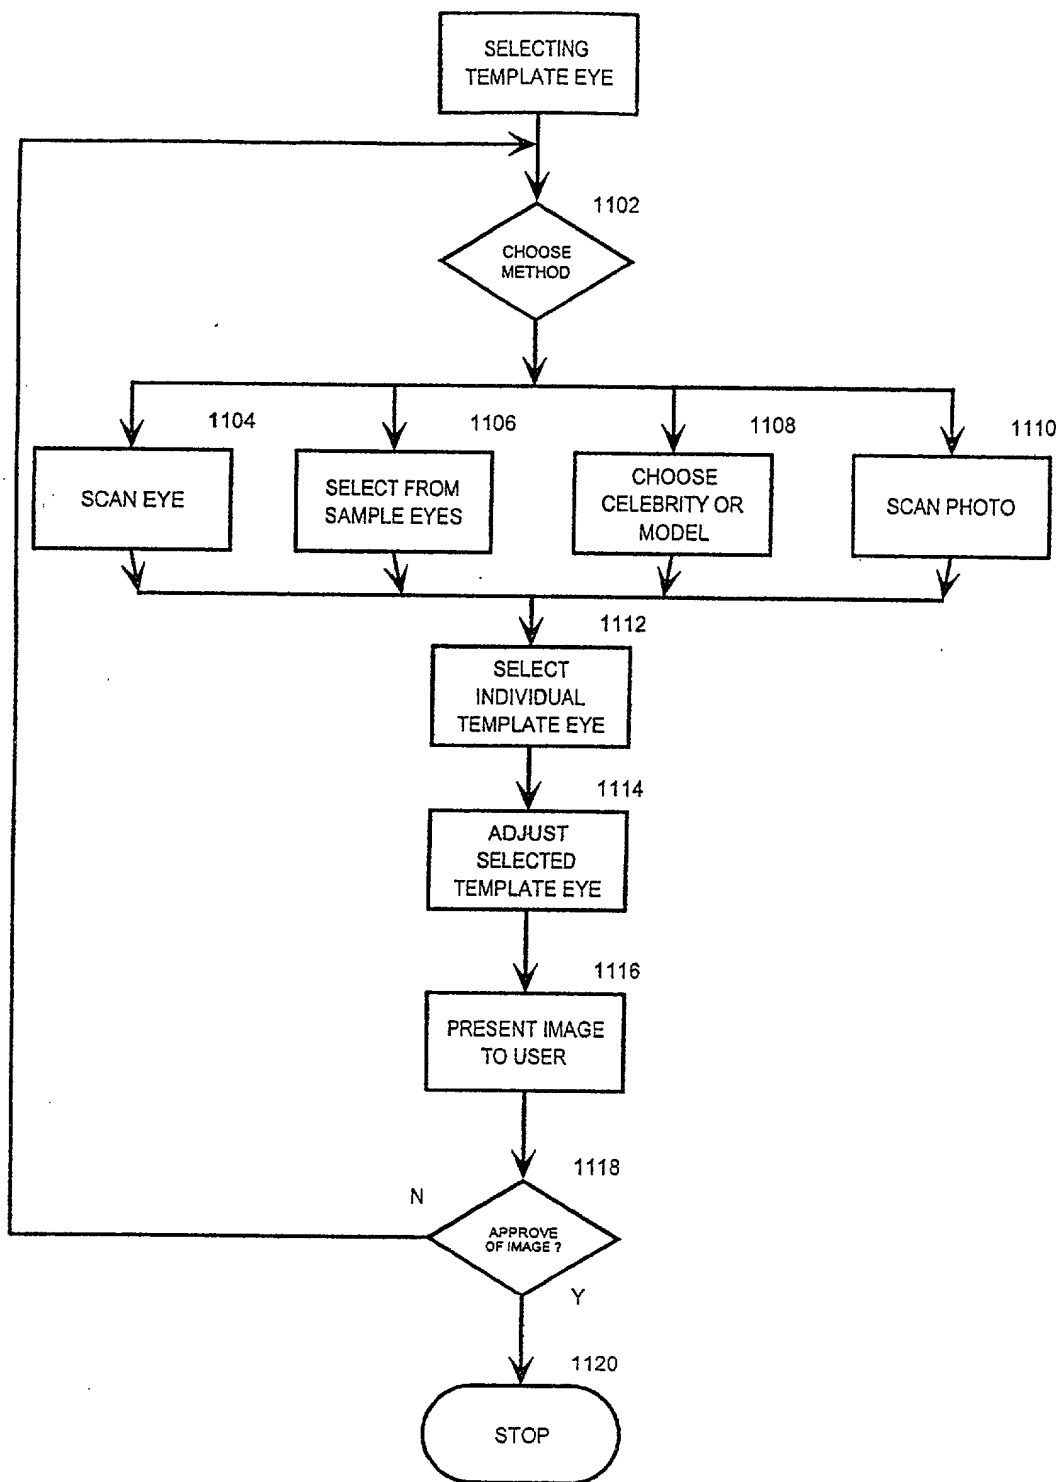 SELECTING
TEMPLATE EYE
1102
CHOOSE
METHOD
1104
SCAN EYE
1106
SELECT FROM
SAMPLE EYES
1108
CHOOSE
CELEBRITY OR
MODEL
1110
SCAN PHOTO
1112
SELECT
INDIVIDUAL
TEMPLATE EYE
1114
ADJUST
SELECTED
TEMPLATE EYE
1116
PRESENT IMAGE
TO USER
1118
N
APPROVE
OF IMAGE ?
Y
1120
STOP